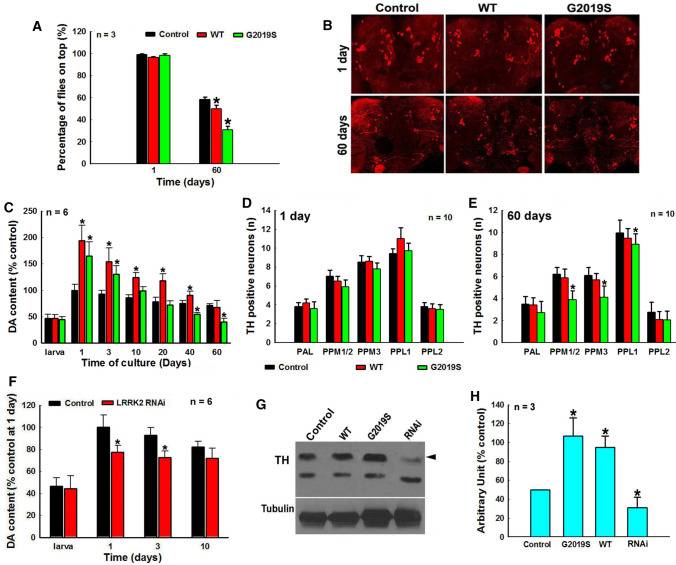 A
n = 3
Control
WT
G2019S
Percentage of flies on top (%)
100
80
60
40
20
0
1
60
Time (days)
B
Control
WT
G2019S
1 day
60 days
C
n = 6
DA content (% control)
250
200
150
100
50
0
larva
1
3
10
20
40
60
Time of culture (Days)
D
1 day
n = 10
TH positive neurons (n)
14
12
10
8
6
4
2
0
PAL
PPM1/2
PPM3
PPL1
PPL2
E
60 days
n = 10
TH positive neurons (n)
12
10
8
6
4
2
0
PAL
PPM1/2
PPM3
PPL1
PPL2
Control
WT
G2019S
F
Control
LRRK2 RNAi
n = 6
DA content (% control at 1 day)
120
100
80
60
40
20
0
larva
1
3
10
Time (days)
G
Control
WT
G2019S
RNAi
TH
Tubulin
H
n = 3
Arbitrary Unit (% control)
120
100
80
60
40
20
0
Control
G2019S
WT
RNAi